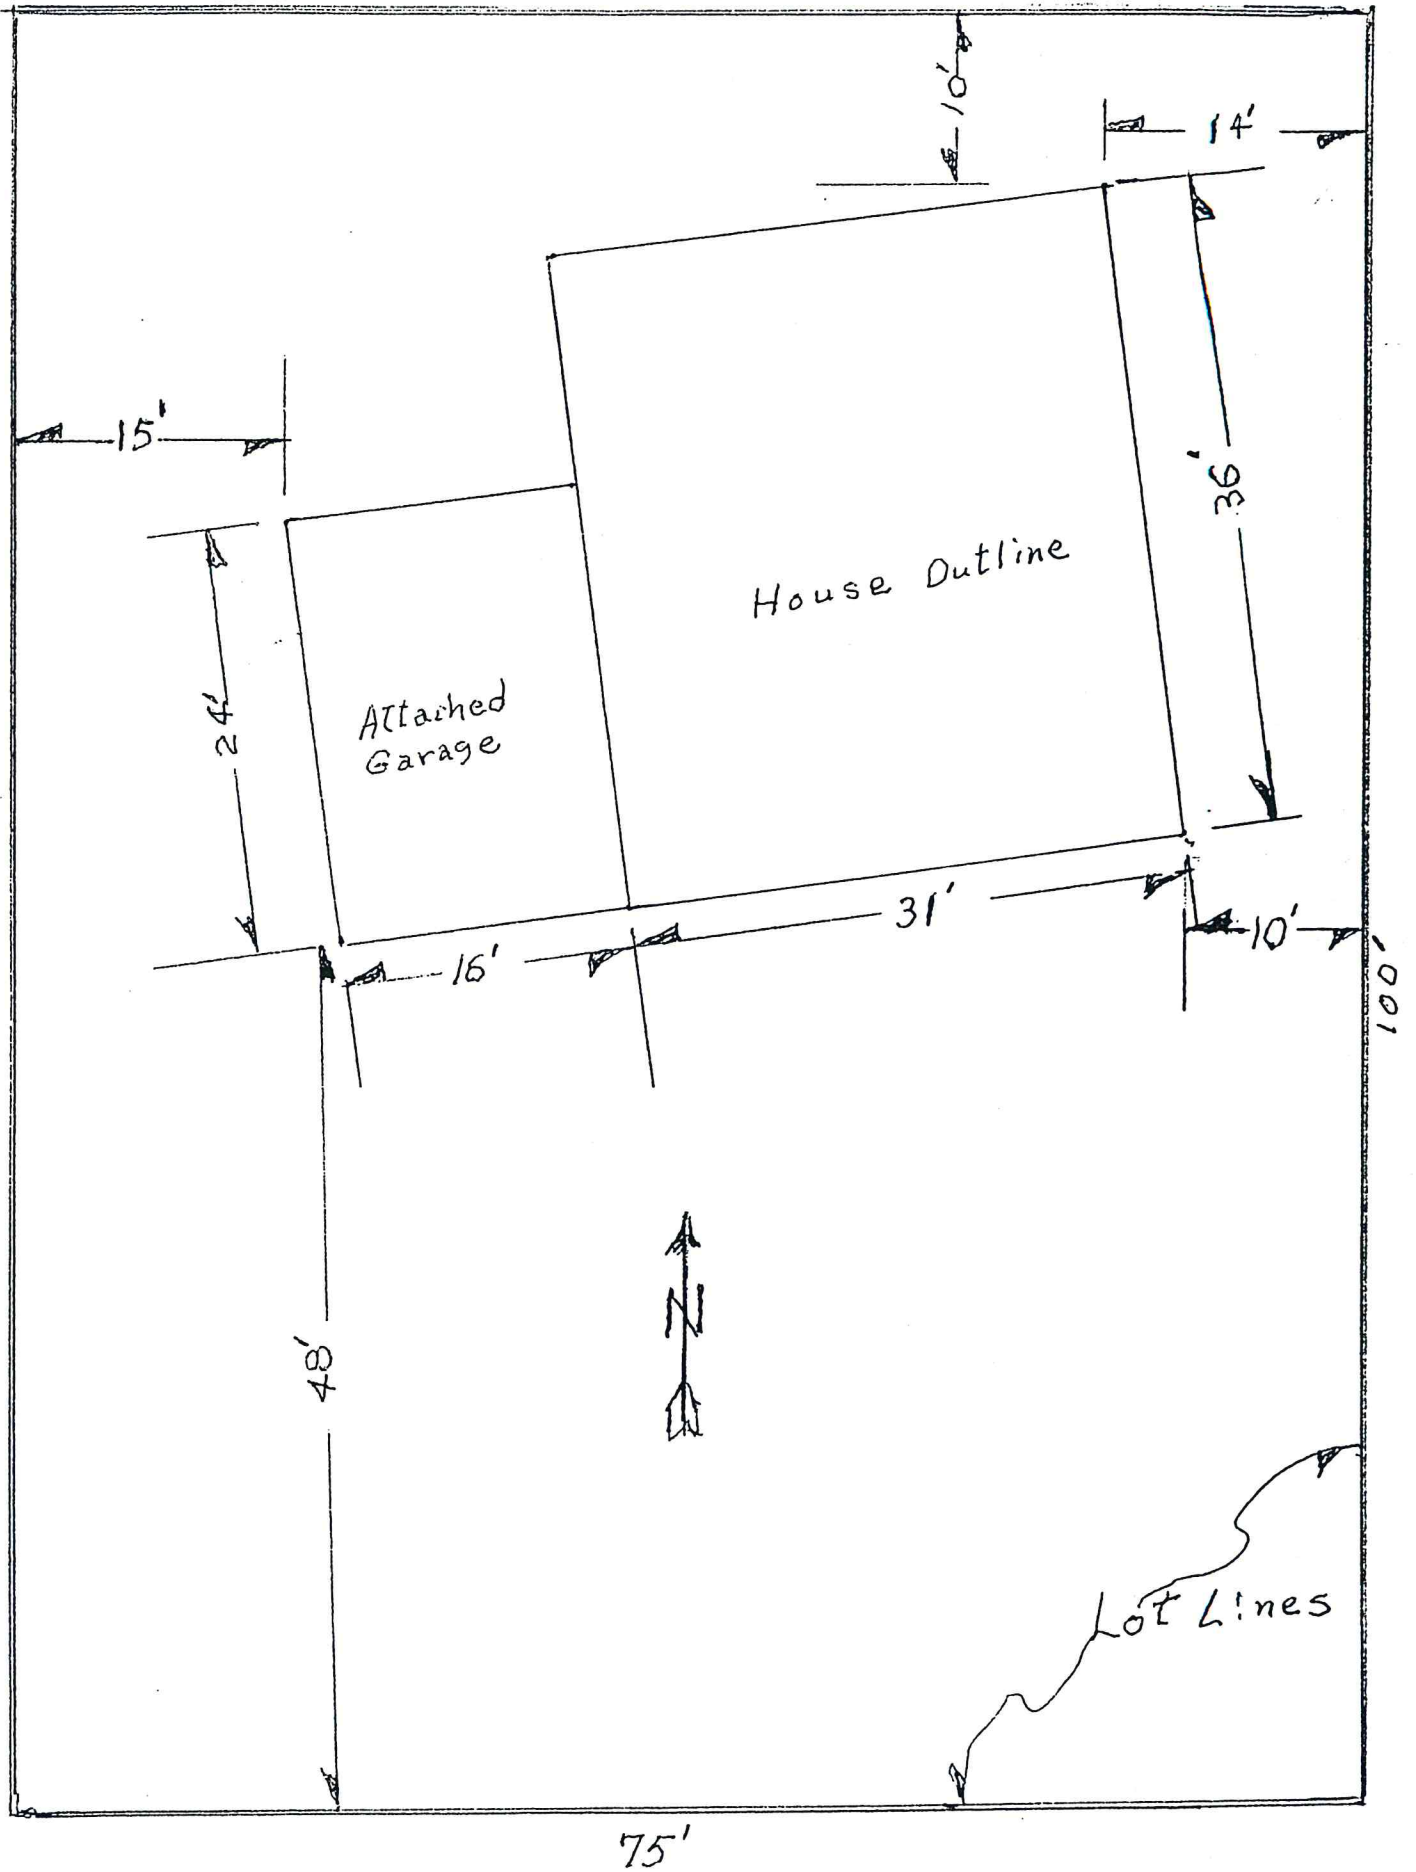 10'
14'
15'
36'
House Outline
24'
Attached
Garage
31'
16'
10'
100'
N
48'
Lot Lines
75'